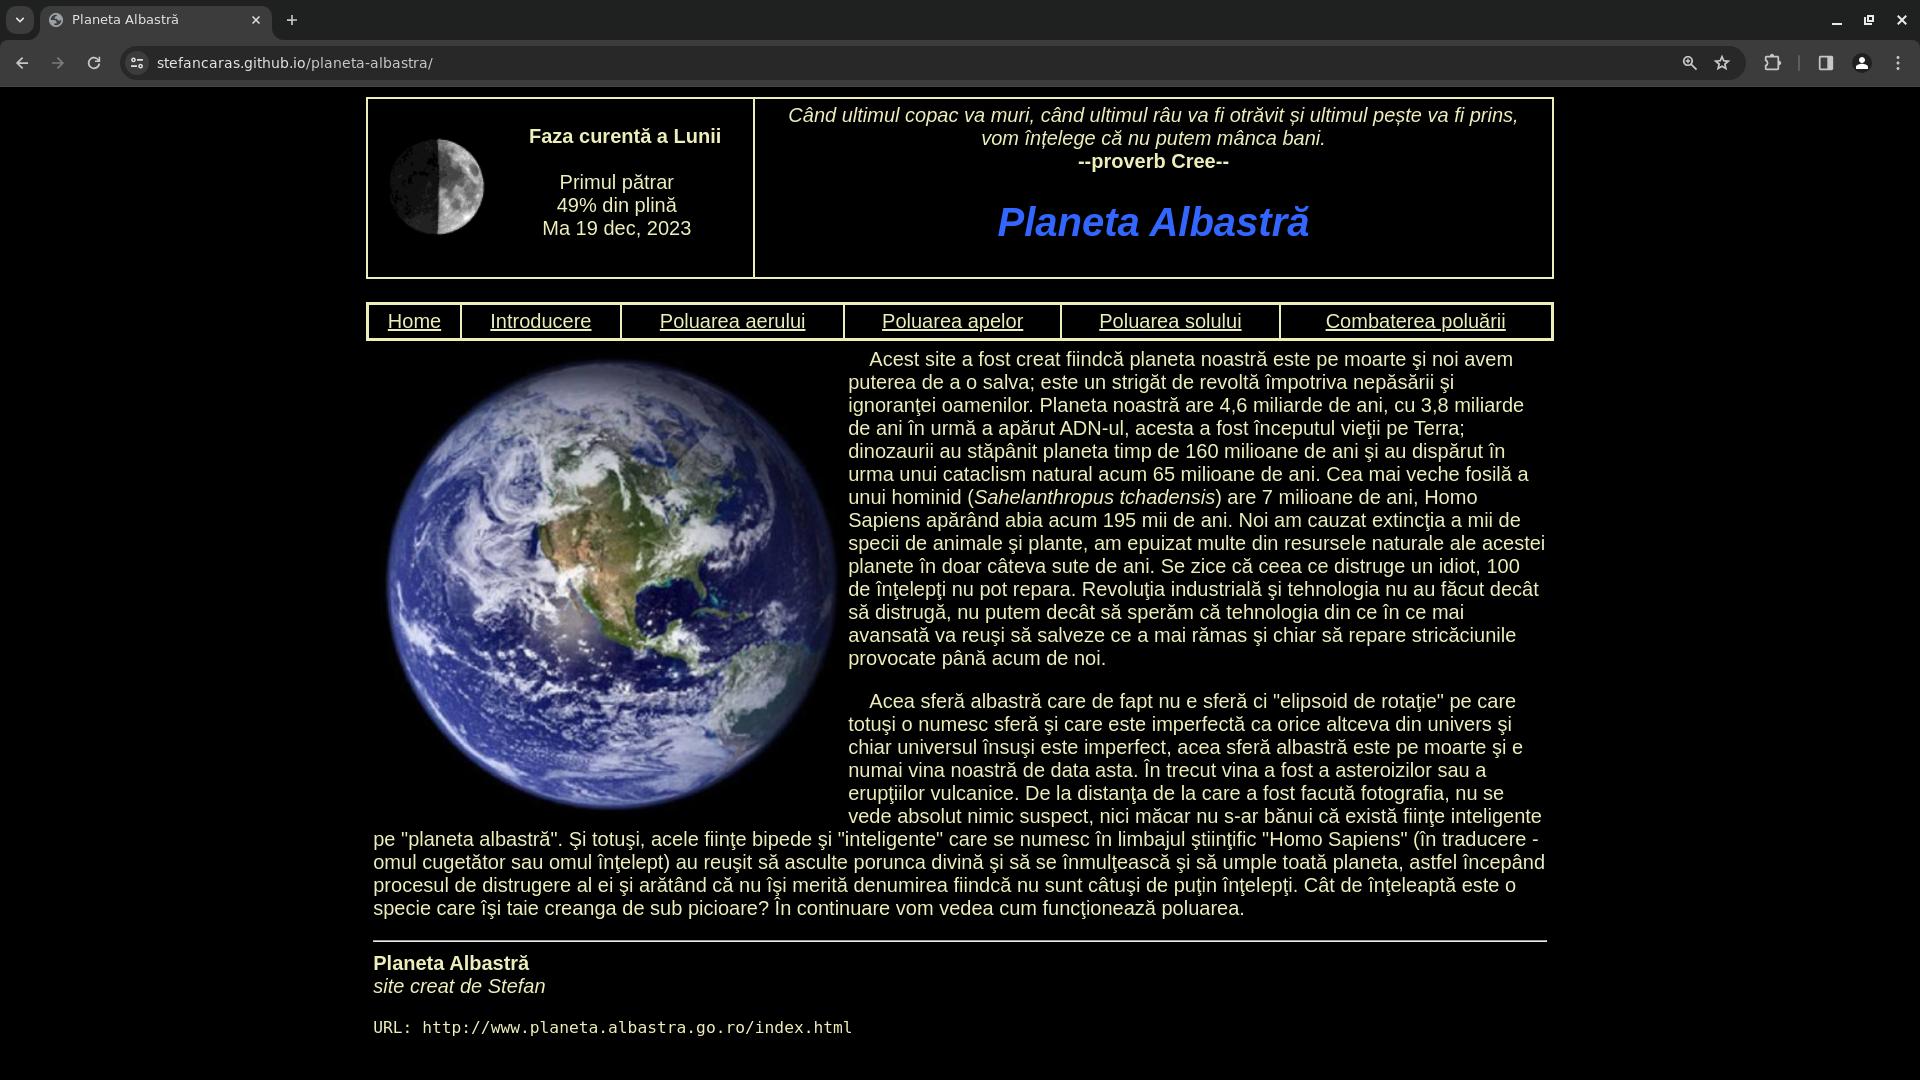 Planeta Albastră
stefancaras.github.io/planeta-albastra/
Faza curentă a Lunii
Primul pătrar
49% din plină
Ma 19 dec, 2023
Când ultimul copac va muri, când ultimul râu va fi otrăvit și ultimul pește va fi prins,
vom înțelege că nu putem mânca bani.
--proverb Cree--
Planeta Albastră
Home Introducere Poluarea aerului Poluarea apelor Poluarea solului Combaterea poluării
Acest site a fost creat fiindcă planeta noastră este pe moarte şi noi avem
puterea de a o salva; este un strigăt de revoltă împotriva nepăsării şi
ignoranţei oamenilor. Planeta noastră are 4,6 miliarde de ani, cu 3,8 miliarde
de ani în urmă a apărut ADN-ul, acesta a fost începutul vieţii pe Terra;
dinozaurii au stăpânit planeta timp de 160 milioane de ani şi au dispărut în
urma unui cataclism natural acum 65 milioane de ani. Cea mai veche fosilă a
unui hominid (Sahelanthropus tchadensis) are 7 milioane de ani, Homo
Sapiens apărând abia acum 195 mii de ani. Noi am cauzat extincţia a mii de
specii de animale şi plante, am epuizat multe din resursele naturale ale acestei
planete în doar câteva sute de ani. Se zice că ceea ce distruge un idiot, 100
de înţelepţi nu pot repara. Revoluţia industrială şi tehnologia nu au făcut decât
să distrugă, nu putem decât să sperăm că tehnologia din ce în ce mai
avansată va reuşi să salveze ce a mai rămas şi chiar să repare stricăciunile
provocate până acum de noi.
Acea sferă albastră care de fapt nu e sferă ci "elipsoid de rotaţie" pe care
totuşi o numesc sferă şi care este imperfectă ca orice altceva din univers şi
chiar universul însuşi este imperfect, acea sferă albastră este pe moarte şi e
numai vina noastră de data asta. În trecut vina a fost a asteroizilor sau a
erupţiilor vulcanice. De la distanţa de la care a fost facută fotografia, nu se
vede absolut nimic suspect, nici măcar nu s-ar bănui că există fiinţe inteligente
pe "planeta albastră". Şi totuşi, acele fiinţe bipede şi "inteligente" care se numesc în limbajul ştiinţific "Homo Sapiens" (în traducere -
omul cugetător sau omul înţelept) au reuşit să asculte porunca divină şi să se înmulţească şi să umple toată planeta, astfel începând
procesul de distrugere al ei şi arătând că nu îşi merită denumirea fiindcă nu sunt câtuşi de puţin înţelepţi. Cât de înţeleaptă este o
specie care îşi taie creanga de sub picioare? În continuare vom vedea cum funcţionează poluarea.
Planeta Albastră
site creat de Stefan
URL: http://www.planeta.albastra.go.ro/index.html